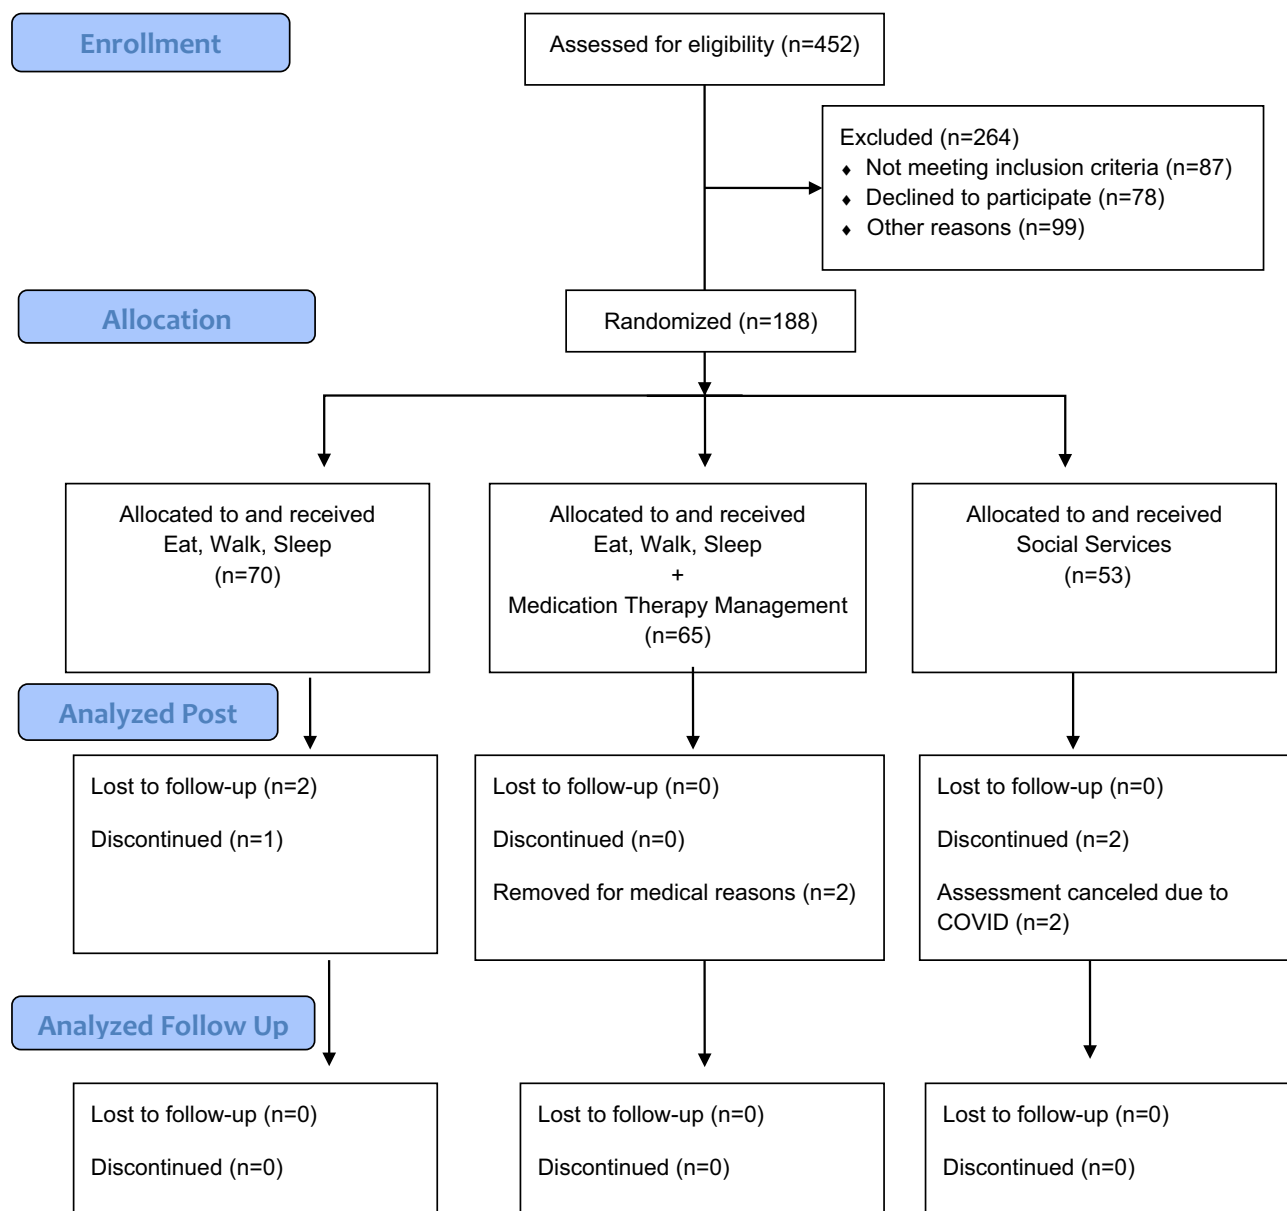 Enrollment
Assessed for eligibility (n=452)
Excluded (n=264)
♦ Not meeting inclusion criteria (n=87)
♦ Declined to participate (n=78)
♦ Other reasons (n=99)
Allocation
Randomized (n=188)
Allocated to and received
Eat, Walk, Sleep
(n=70)
Allocated to and received
Eat, Walk, Sleep
+
Medication Therapy Management
(n=65)
Allocated to and received
Social Services
(n=53)
Analyzed Post
Lost to follow-up (n=2)
Discontinued (n=1)
Lost to follow-up (n=0)
Discontinued (n=0)
Removed for medical reasons (n=2)
Lost to follow-up (n=0)
Discontinued (n=2)
Assessment canceled due to
COVID (n=2)
Analyzed Follow Up
Lost to follow-up (n=0)
Discontinued (n=0)
Lost to follow-up (n=0)
Discontinued (n=0)
Lost to follow-up (n=0)
Discontinued (n=0)